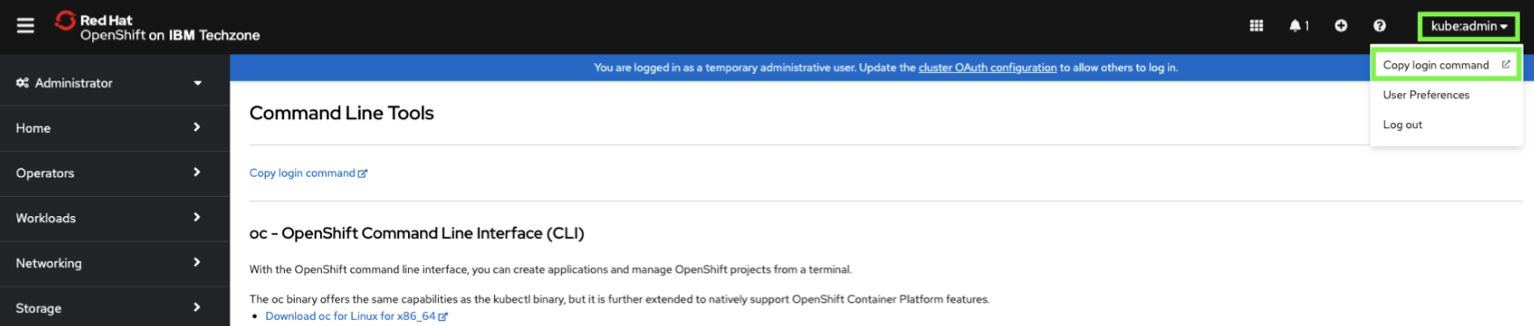 Red Hat
OpenShift on IBM Techzone
1
kube:admin
Administrator
You are logged in as a temporary administrative user. Update the cluster OAuth configuration to allow others to log in.
Copy login command
User Preferences
Log out
Home
Operators
Workloads
Networking
Storage
Command Line Tools
Copy login command
oc - OpenShift Command Line Interface (CLI)
With the OpenShift command line interface, you can create applications and manage OpenShift projects from a terminal.
The oc binary offers the same capabilities as the kubectl binary, but it is further extended to natively support OpenShift Container Platform features.
• Download oc for Linux for x86_64